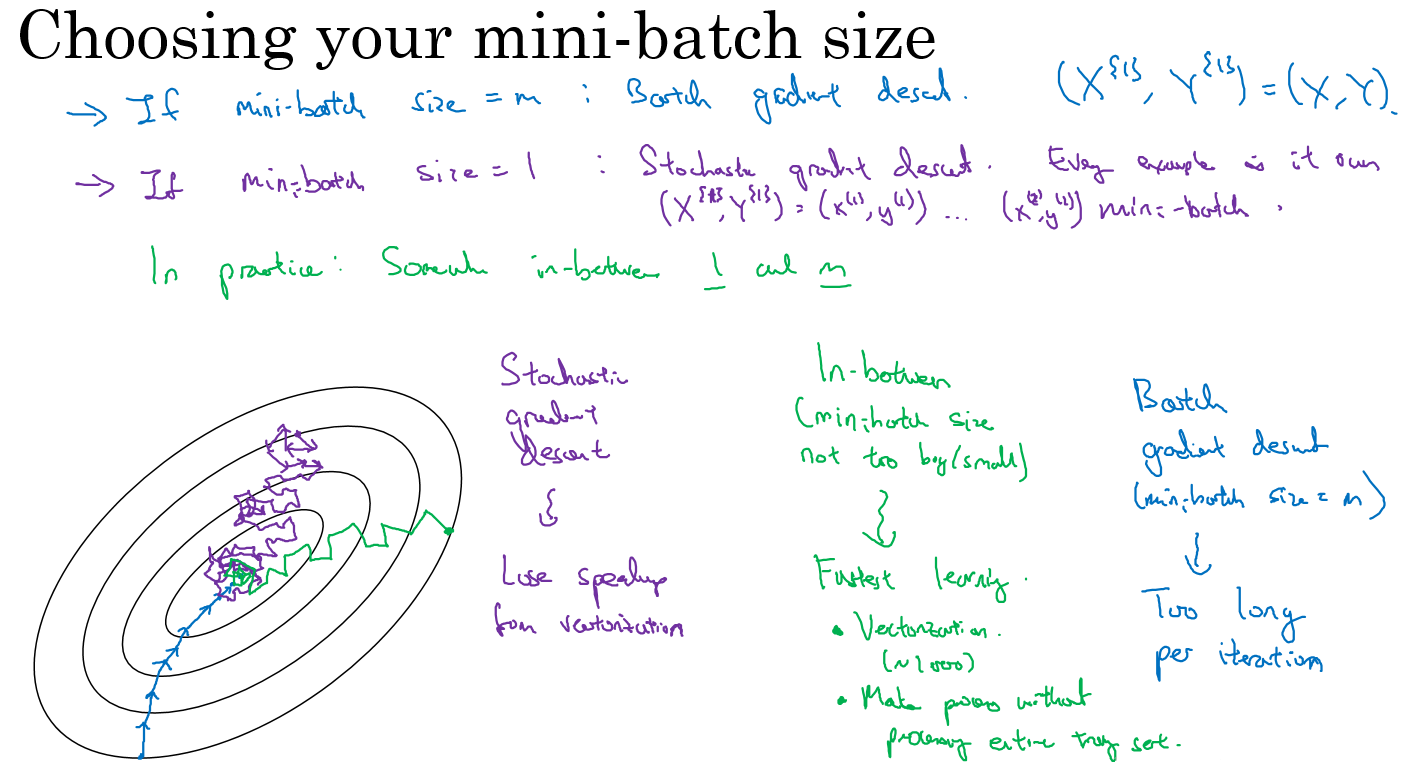 Choosing your mini-batch size
→ If mini-batch size = m : Batch gradient descent. (X^{1}, Y^{1}) = (X, Y).
→ If mini-batch size = 1 : Stochastic gradient descent. Every example is it own
(X^{1}, Y^{1}) = (x^(1), y^(1)) ... (x^(2), y^(2)) mini-batch.
In practice: Somewhere in-between 1 and m
Stochastic
gradient
descent
Lose speedup
from vectorization
In-between
(mini-batch size
not too big/small)
Fastest learning.
• Vectorization.
(~1000)
• Make progress without
processing entire training set.
Batch
gradient descent
(mini-batch size = m)
Too long
per iteration